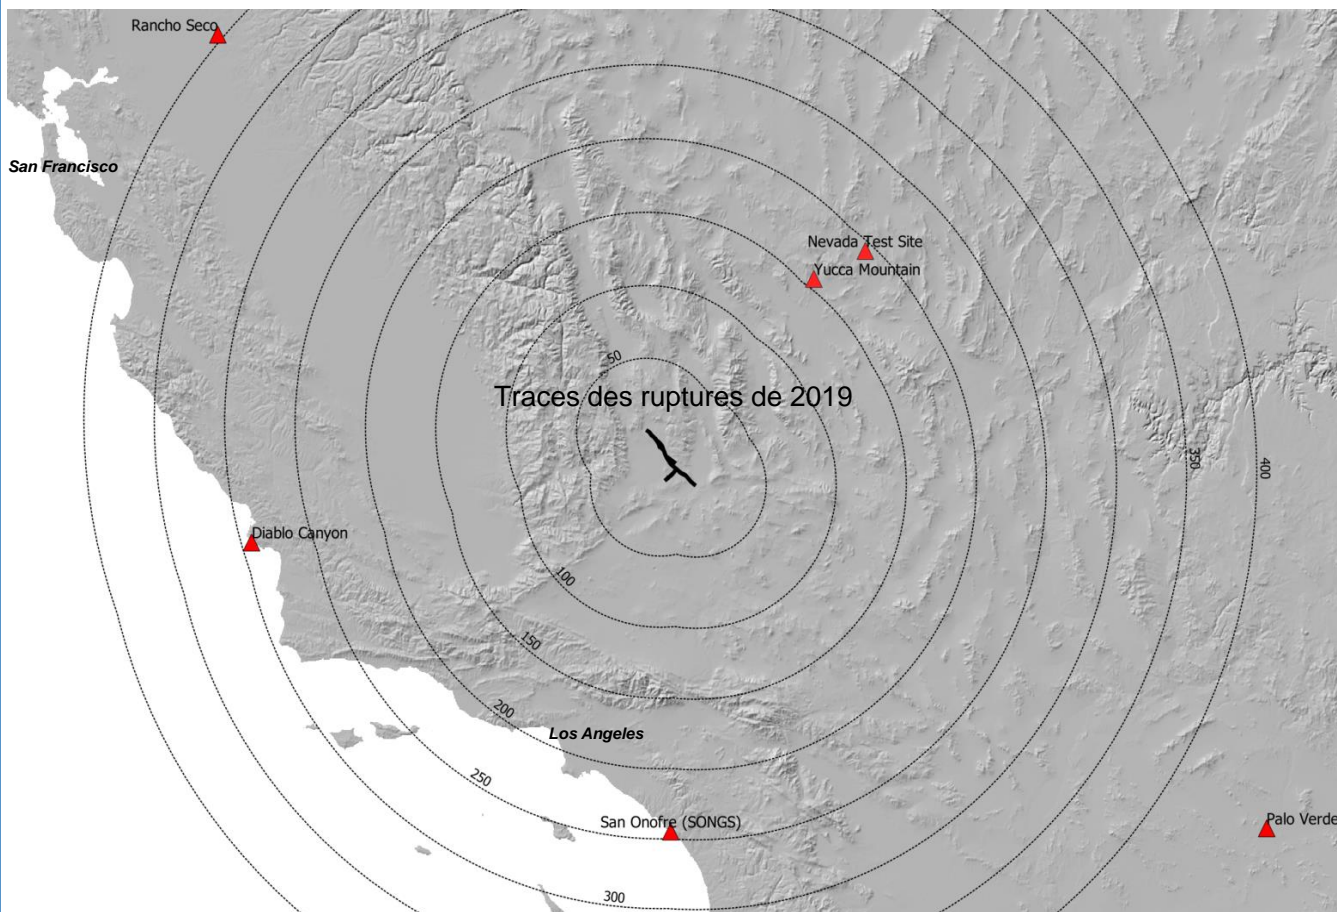 Rancho Seco
San Francisco
Nevada Test Site
Yucca Mountain
50
Traces des ruptures de 2019
350
400
Diablo Canyon
100
150
200
Los Angeles
250
San Onofre (SONGS)
Palo Verde
300